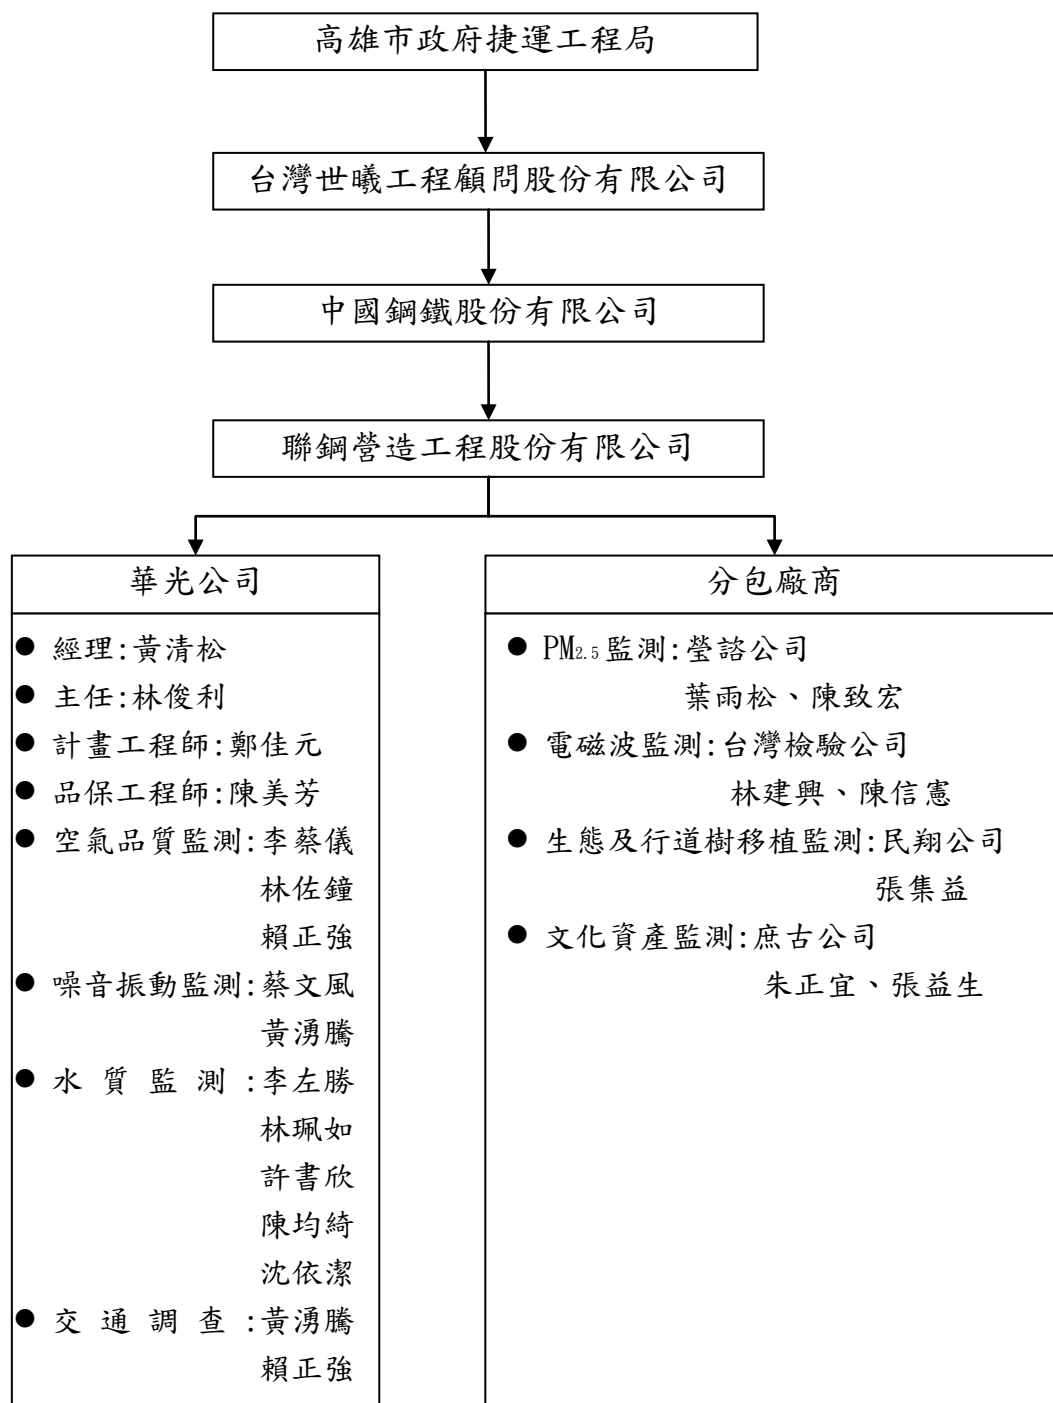 高雄市政府捷運工程局
台灣世曦工程顧問股份有限公司
中國鋼鐵股份有限公司
聯鋼營造工程股份有限公司
華光公司
● 經理:黃清松
● 主任:林俊利
● 計畫工程師:鄭佳元
● 品保工程師:陳美芳
● 空氣品質監測:李蔡儀
林佐鐘
賴正強
● 噪音振動監測:蔡文風
黃湧騰
● 水質監測:李左勝
林珮如
許書欣
陳均綺
沈依潔
● 交通調查:黃湧騰
賴正強
分包廠商
● PM2.5監測:瑩諮公司
葉雨松、陳致宏
● 電磁波監測:台灣檢驗公司
林建興、陳信憲
● 生態及行道樹移植監測:民翔公司
張集益
● 文化資產監測:庶古公司
朱正宜、張益生